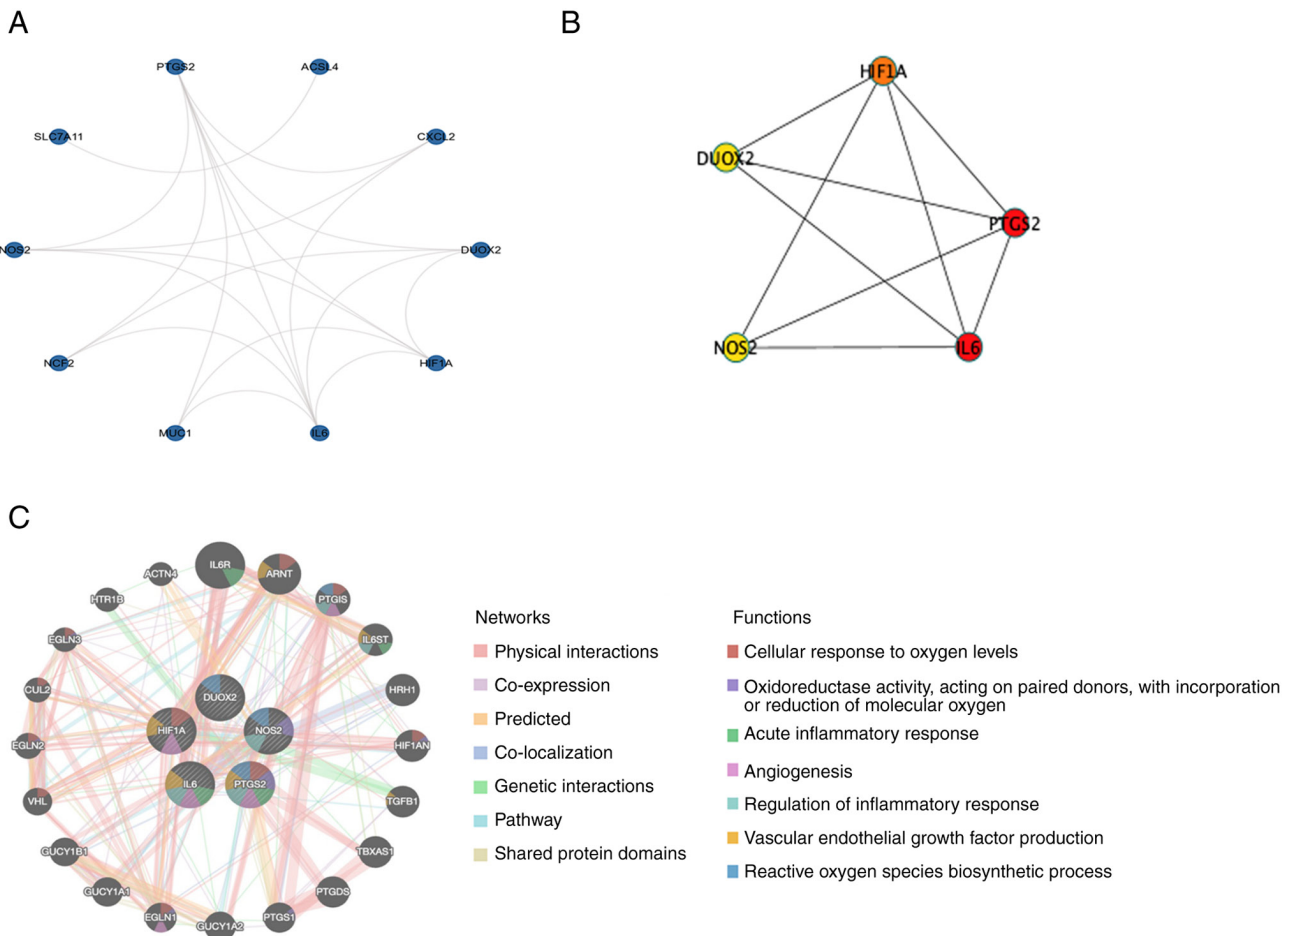 A
B
PTGS2
ACSL4
SLC7A11
CXCL2
NOS2
DUOX2
NCF2
HIF1A
MUC1
IL6
HIF1A
DUOX2
PTGS2
NOS2
IL6
C
IL6R
ACTN4
ARNT
HTR1B
PTGIS
EGLN3
IL6ST
CUL2
DUOX2
HRH1
HIF1A
NOS2
EGLN2
HIF1AN
IL6
PTGS2
VHL
TGFB1
GUCY1B1
TBXAS1
GUCY1A1
PTGDS
EGLN1
PTGS1
GUCY1A2
Networks
Physical interactions
Co-expression
Predicted
Co-localization
Genetic interactions
Pathway
Shared protein domains
Functions
Cellular response to oxygen levels
Oxidoreductase activity, acting on paired donors, with incorporation
or reduction of molecular oxygen
Acute inflammatory response
Angiogenesis
Regulation of inflammatory response
Vascular endothelial growth factor production
Reactive oxygen species biosynthetic process